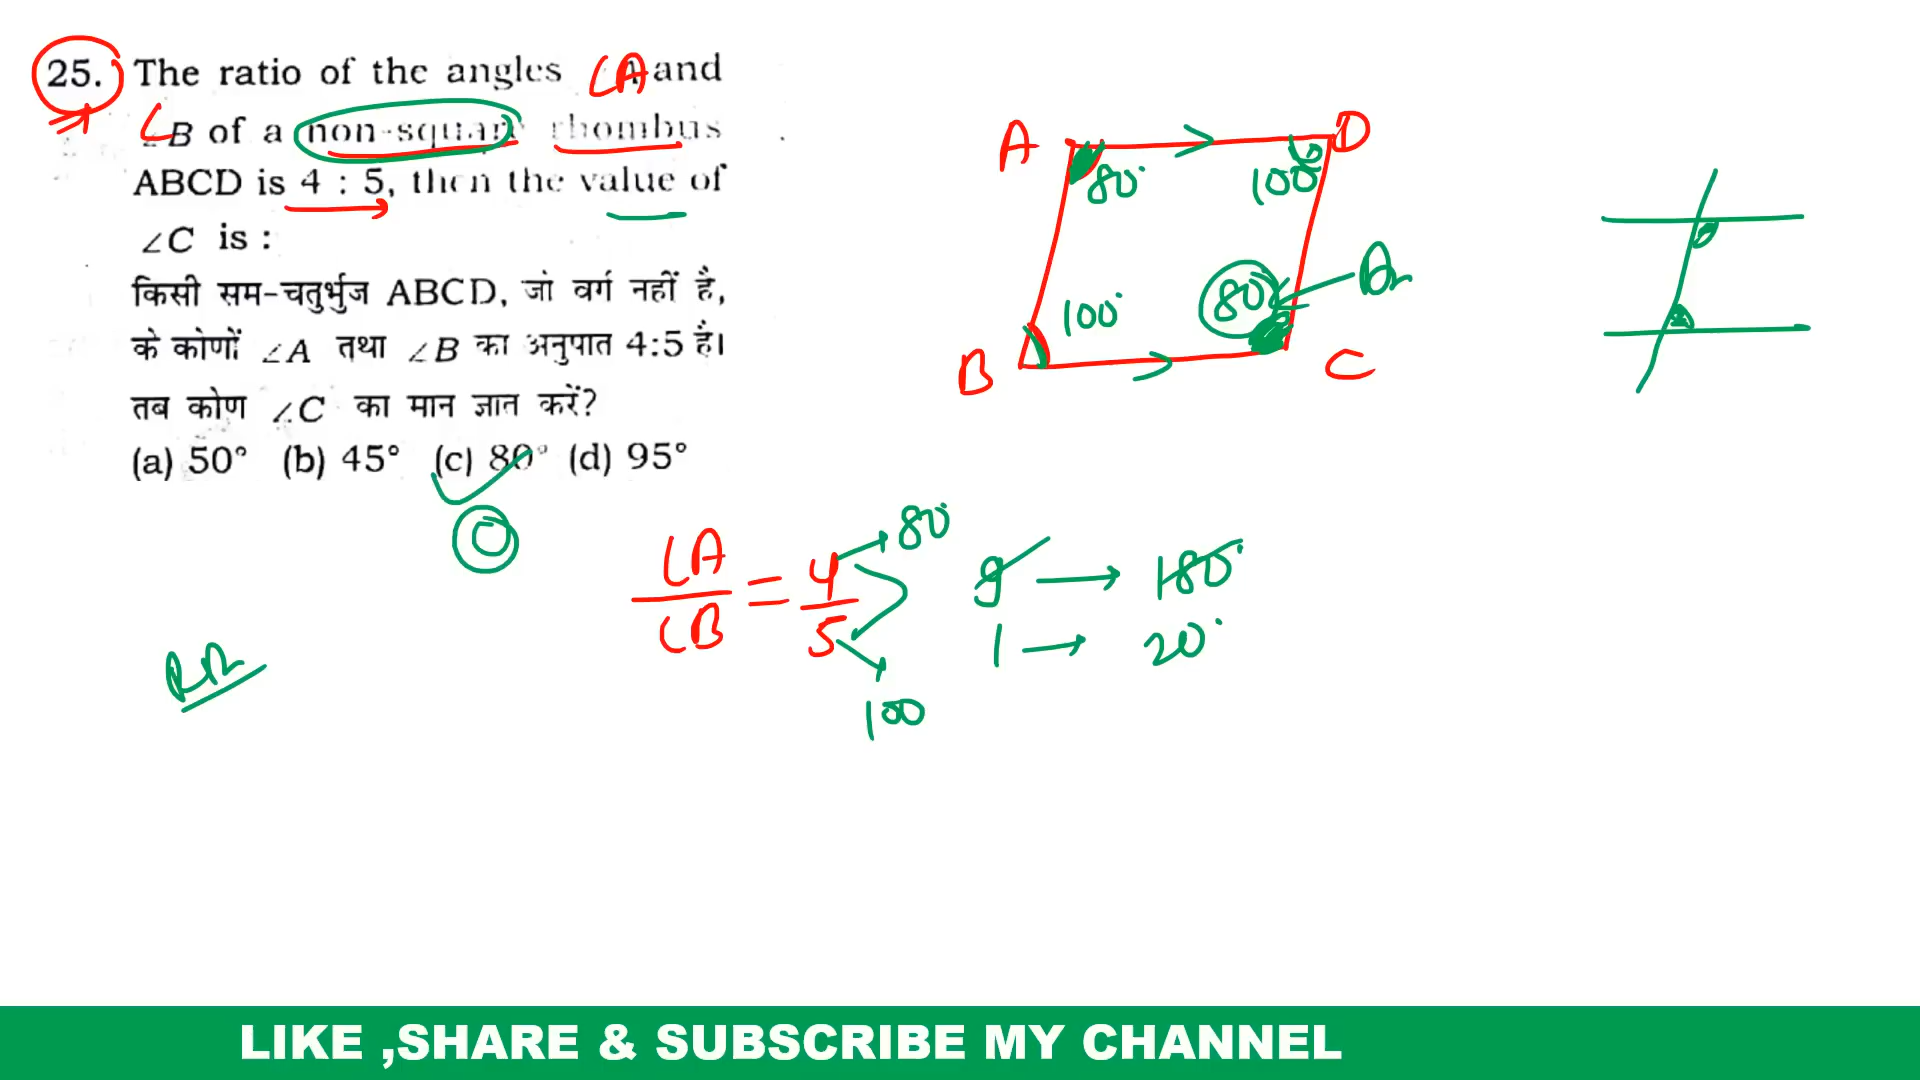 25. The ratio of the angles ∠A and
∠B of a non-square rhombus
ABCD is 4 : 5, then the value of
∠C is :
किसी सम-चतुर्भुज ABCD, जो वर्ग नहीं है,
के कोणों ∠A तथा ∠B का अनुपात 4:5 है।
तब कोण ∠C का मान ज्ञात करें?
(a) 50° (b) 45° (c) 80° (d) 95°
A
D
80°
100°
100°
80
B
C
∠A
∠B
=
4
5
80°
100
9 → 180°
1 → 20°
LIKE ,SHARE & SUBSCRIBE MY CHANNEL